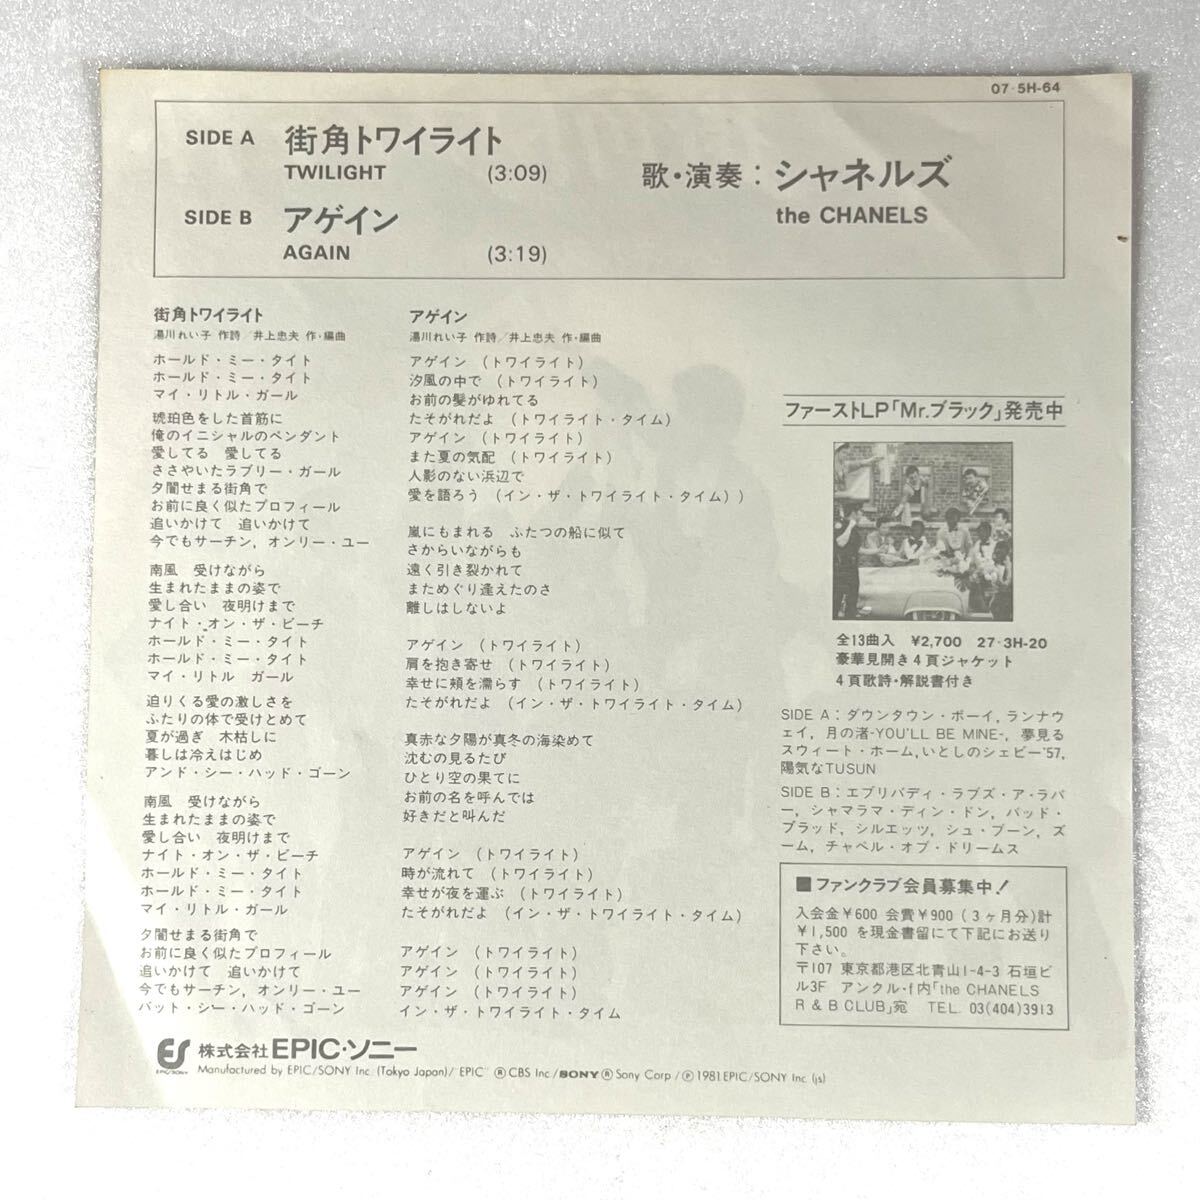 07・5H-64
SIDE A 街角トワイライト
TWILIGHT (3:09)
SIDE B アゲイン
AGAIN (3:19)
歌・演奏：シャネルズ
the CHANELS
街角トワイライト
湯川れい子 作詩／井上忠夫 作・編曲
ホールド・ミー・タイト
ホールド・ミー・タイト
マイ・リトル・ガール
琥珀色をした首筋に
俺のイニシャルのペンダント
愛してる 愛してる
ささやいたラブリー・ガール
夕闇せまる街角で
お前に良く似たプロフィール
追いかけて 追いかけて
今でもサーチン，オンリー・ユー
南風 受けながら
生まれたままの姿で
愛し合い 夜明けまで
ナイト・オン・ザ・ビーチ
ホールド・ミー・タイト
ホールド・ミー・タイト
マイ・リトル ガール
迫りくる愛の激しさを
ふたりの体で受けとめて
夏が過ぎ 木枯しに
暮しは冷えはじめ
アンド・シー・ハッド・ゴーン
南風 受けながら
生まれたままの姿で
愛し合い 夜明けまで
ナイト・オン・ザ・ビーチ
ホールド・ミー・タイト
ホールド・ミー・タイト
マイ・リトル・ガール
夕闇せまる街角で
お前に良く似たプロフィール
追いかけて 追いかけて
今でもサーチン，オンリー・ユー
バット・シー・ハッド・ゴーン
アゲイン
湯川れい子 作詩／井上忠夫 作・編曲
アゲイン（トワイライト）
汐風の中で（トワイライト）
お前の髪がゆれてる
たそがれだよ（トワイライト・タイム）
アゲイン（トワイライト）
また夏の気配（トワイライト）
人影のない浜辺で
愛を語ろう（イン・ザ・トワイライト・タイム））
嵐にもまれる ふたつの船に似て
さからいながらも
遠く引き裂かれて
まためぐり逢えたのさ
離しはしないよ
アゲイン（トワイライト）
肩を抱き寄せ（トワイライト）
幸せに頬を濡らす（トワイライト）
たそがれだよ（イン・ザ・トワイライト・タイム）
真赤な夕陽が真冬の海染めて
沈むの見るたび
ひとり空の果てに
お前の名を呼んでは
好きだと叫んだ
アゲイン（トワイライト）
時が流れて（トワイライト）
幸せが夜を運ぶ（トワイライト）
たそがれだよ（イン・ザ・トワイライト・タイム）
アゲイン（トワイライト）
アゲイン（トワイライト）
アゲイン（トワイライト）
イン・ザ・トワイライト・タイム
ファーストLP「Mr.ブラック」発売中
全13曲入 ¥2,700 27・3H-20
豪華見開き4頁ジャケット
4頁歌詩・解説書付き
SIDE A：ダウンタウン・ボーイ，ランナウ
ェイ，月の渚-YOU'LL BE MINE-，夢見る
スウィート・ホーム，いとしのシェビー'57，
陽気なTUSUN
SIDE B：エブリバディ・ラブズ・ア・ラバ
ー，シャマラマ・ディン・ドン，バッド・
ブラッド，シルエッツ，シュ・ブーン，ズ
ーム，チャペル・オブ・ドリームス
■ファンクラブ会員募集中！
入会金￥600 会費￥900（3ヶ月分）計
￥1,500 を現金書留にて下記にお送り
下さい。
〒107 東京都港区北青山1-4-3 石垣ビ
ル3F アンクル・f内「the CHANELS
R & B CLUB」宛 TEL. 03(404)3913
ES EPIC/SONY 株式会社EPIC・ソニー
Manufactured by EPIC/SONY Inc. (Tokyo Japan)/"EPIC" Ⓡ CBS Inc./SONY Ⓡ Sony Corp./Ⓟ 1981 EPIC/SONY Inc. (js)